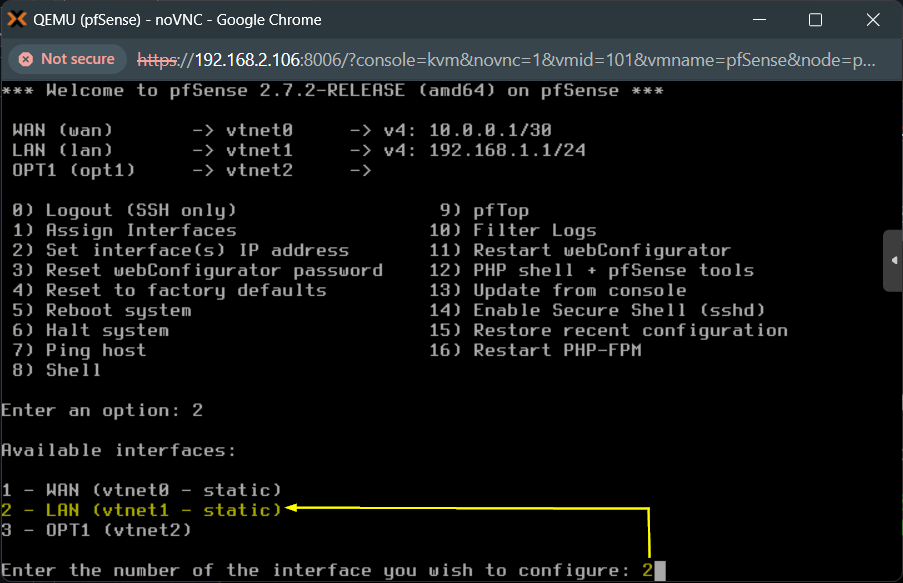 QEMU (pfSense) - noVNC - Google Chrome
Not secure https://192.168.2.106:8006/?console=kvm&novnc=1&vmid=101&vmname=pfSense&node=p...
*** Welcome to pfSense 2.7.2-RELEASE (amd64) on pfSense ***
WAN (wan) -> vtnet0 -> v4: 10.0.0.1/30
LAN (lan) -> vtnet1 -> v4: 192.168.1.1/24
OPT1 (opt1) -> vtnet2 ->
0) Logout (SSH only) 9) pfTop
1) Assign Interfaces 10) Filter Logs
2) Set interface(s) IP address 11) Restart webConfigurator
3) Reset webConfigurator password 12) PHP shell + pfSense tools
4) Reset to factory defaults 13) Update from console
5) Reboot system 14) Enable Secure Shell (sshd)
6) Halt system 15) Restore recent configuration
7) Ping host 16) Restart PHP-FPM
8) Shell
Enter an option: 2
Available interfaces:
1 - WAN (vtnet0 - static)
2 - LAN (vtnet1 - static)
3 - OPT1 (vtnet2)
Enter the number of the interface you wish to configure: 2